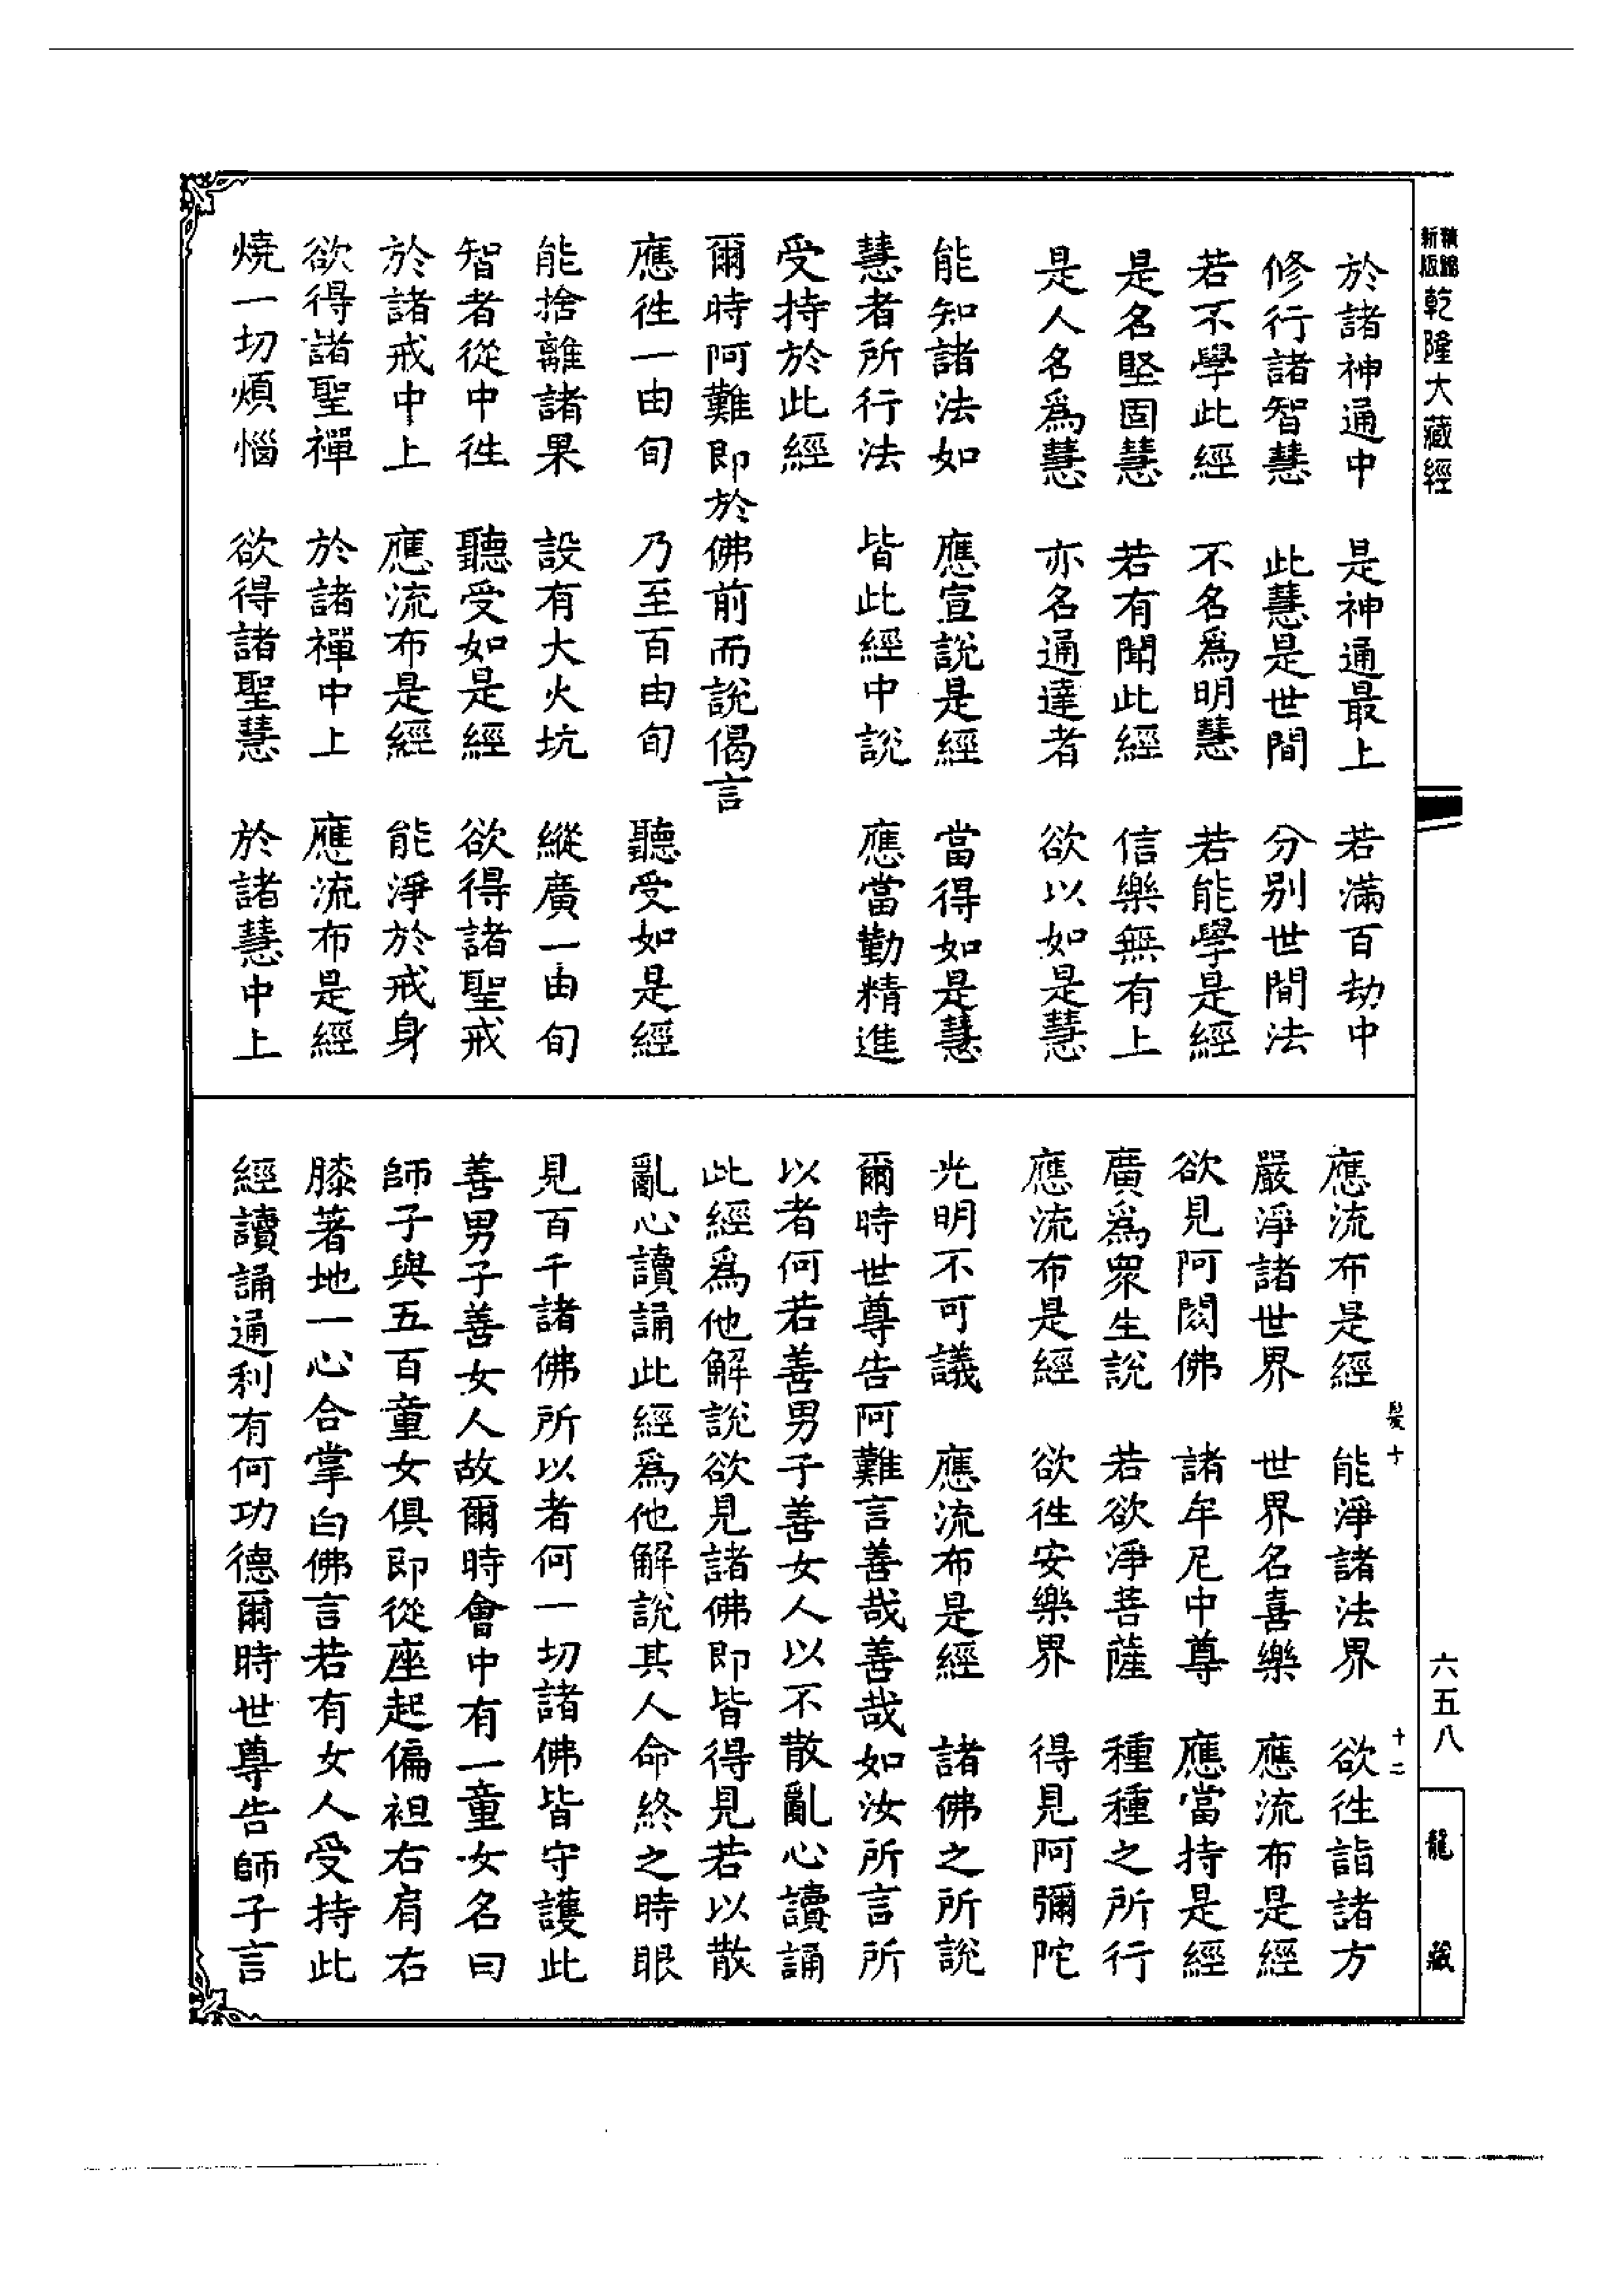 新版精縮乾隆大藏經
於諸神通中　是神通最上　若滿百劫中
修行諸智慧　此慧是世間　分别世間法
若不學此經　不名爲明慧　若能學是經
是名堅固慧　若有聞此經　信樂無有上
是人名爲慧　亦名通達者　欲以如是慧
能知諸法如　應宣說是經　當得如是慧
慧者所行法　皆此經中說　應當勤精進
受持於此經
爾時阿難即於佛前而說偈言
應徃一由旬　乃至百由旬　聽受如是經
能捨離諸果　設有大火坑　縱廣一由旬
智者從中徃　聽受如是經　欲得諸聖戒
於諸戒中上　應流布是經　能淨於戒身
欲得諸聖禪　於諸禪中上　應流布是經
燒一切煩惱　欲得諸聖慧　於諸慧中上
應流布是經　能淨諸法界　欲徃詣諸方
嚴淨諸世界　世界名喜樂　應流布是經
欲見阿閦佛　諸牟尼中尊　應當持是經
廣爲衆生說　若欲淨菩薩　種種之所行
應流布是經　欲徃安樂界　得見阿彌陀
光明不可議　應流布是經　諸佛之所說
爾時世尊告阿難言善哉善哉如汝所言所
以者何若善男子善女人以不散亂心讀誦
此經爲他解說欲見諸佛即皆得見若以散
亂心讀誦此經爲他解說其人命終之時眼
見百千諸佛所以者何一切諸佛皆守護此
善男子善女人故爾時會中有一童女名曰
師子與五百童女俱即從座起偏袒右肩右
膝著地一心合掌白佛言若有女人受持此
經讀誦通利有何功德爾時世尊告師子言
髪十
十二
六五八
龍藏